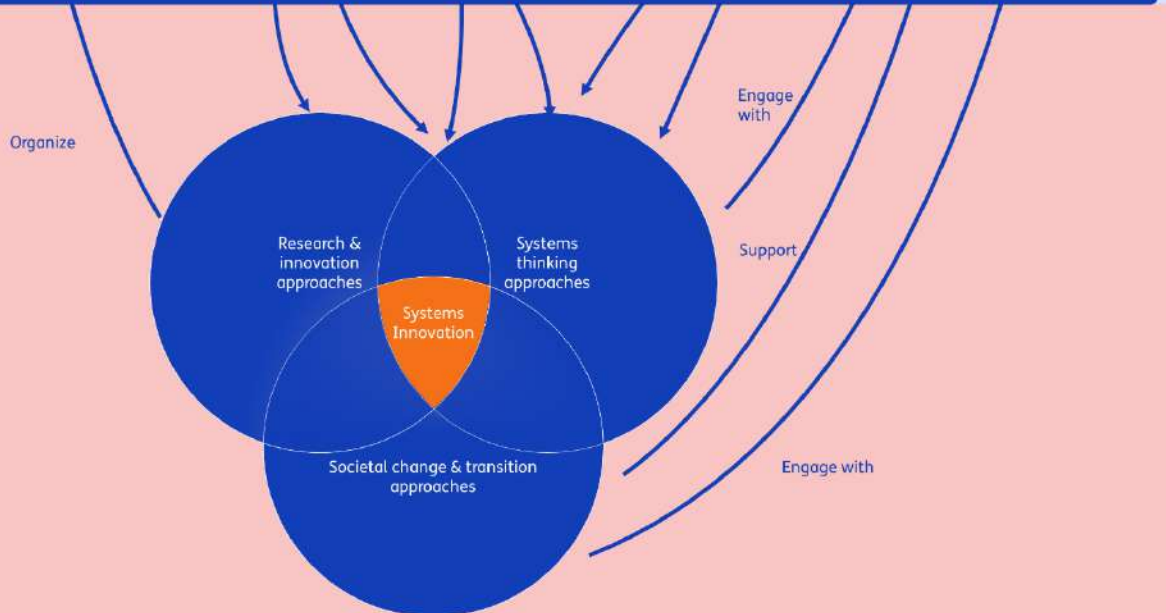 Engage
with
Organize
Research &
innovation
approaches
Systems
thinking
approaches
Support
Systems
Innovation
Societal change & transition
approaches
Engage with